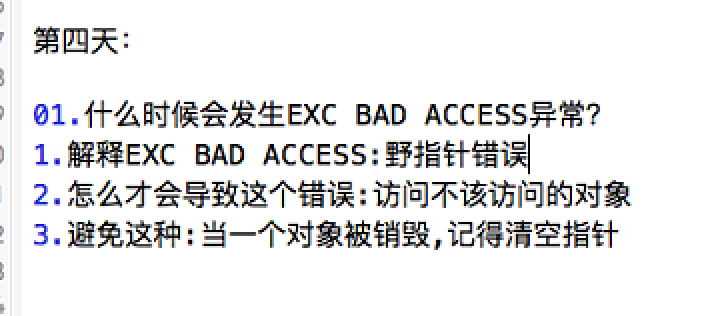 第四天：
01.什么时候会发生EXC BAD ACCESS异常?
1.解释EXC BAD ACCESS:野指针错误
2.怎么才会导致这个错误:访问不该访问的对象
3.避免这种:当一个对象被销毁,记得清空指针